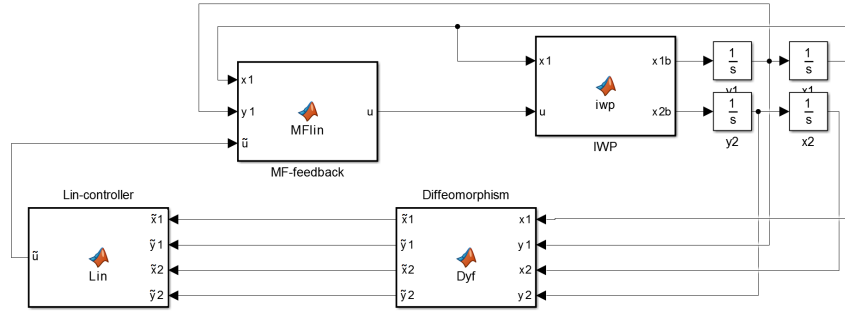 x1
y1
ũ
MFlin
u
MF-feedback
x1
u
iwp
x1b
x2b
IWP
1
s
y1
1
s
x1
1
s
y2
1
s
x2
Lin-controller
ũ
Lin
x̃1
ỹ1
x̃2
ỹ2
Diffeomorphism
x̃1
ỹ1
x̃2
ỹ2
Dyf
x1
y1
x2
y2